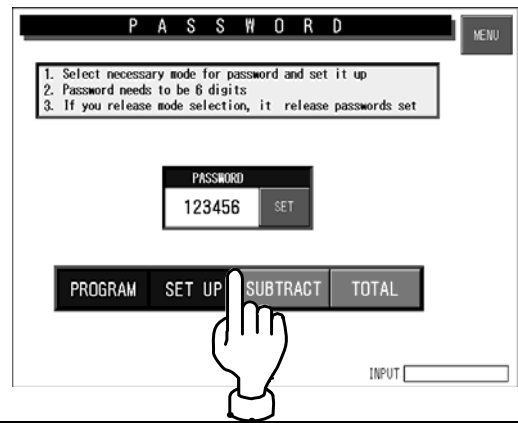 PASSWORD
MENU
1. Select necessary mode for password and set it up
2. Password needs to be 6 digits
3. If you release mode selection, it release passwords set
PASSWORD
123456 SET
PROGRAM SET UP SUBTRACT TOTAL
INPUT